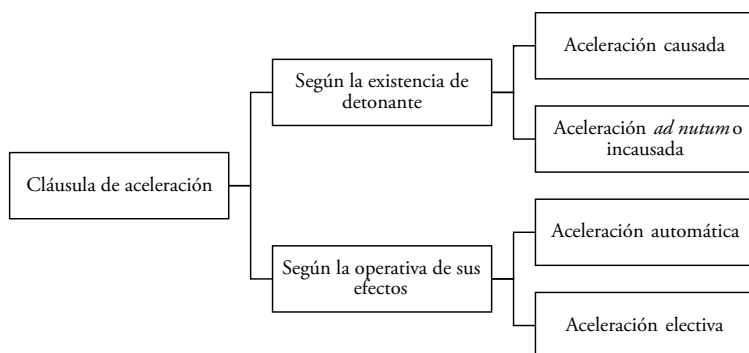 Cláusula de aceleración
Según la existencia de
detonante
Aceleración causada
Aceleración ad nutum o
incausada
Según la operativa de sus
efectos
Aceleración automática
Aceleración electiva